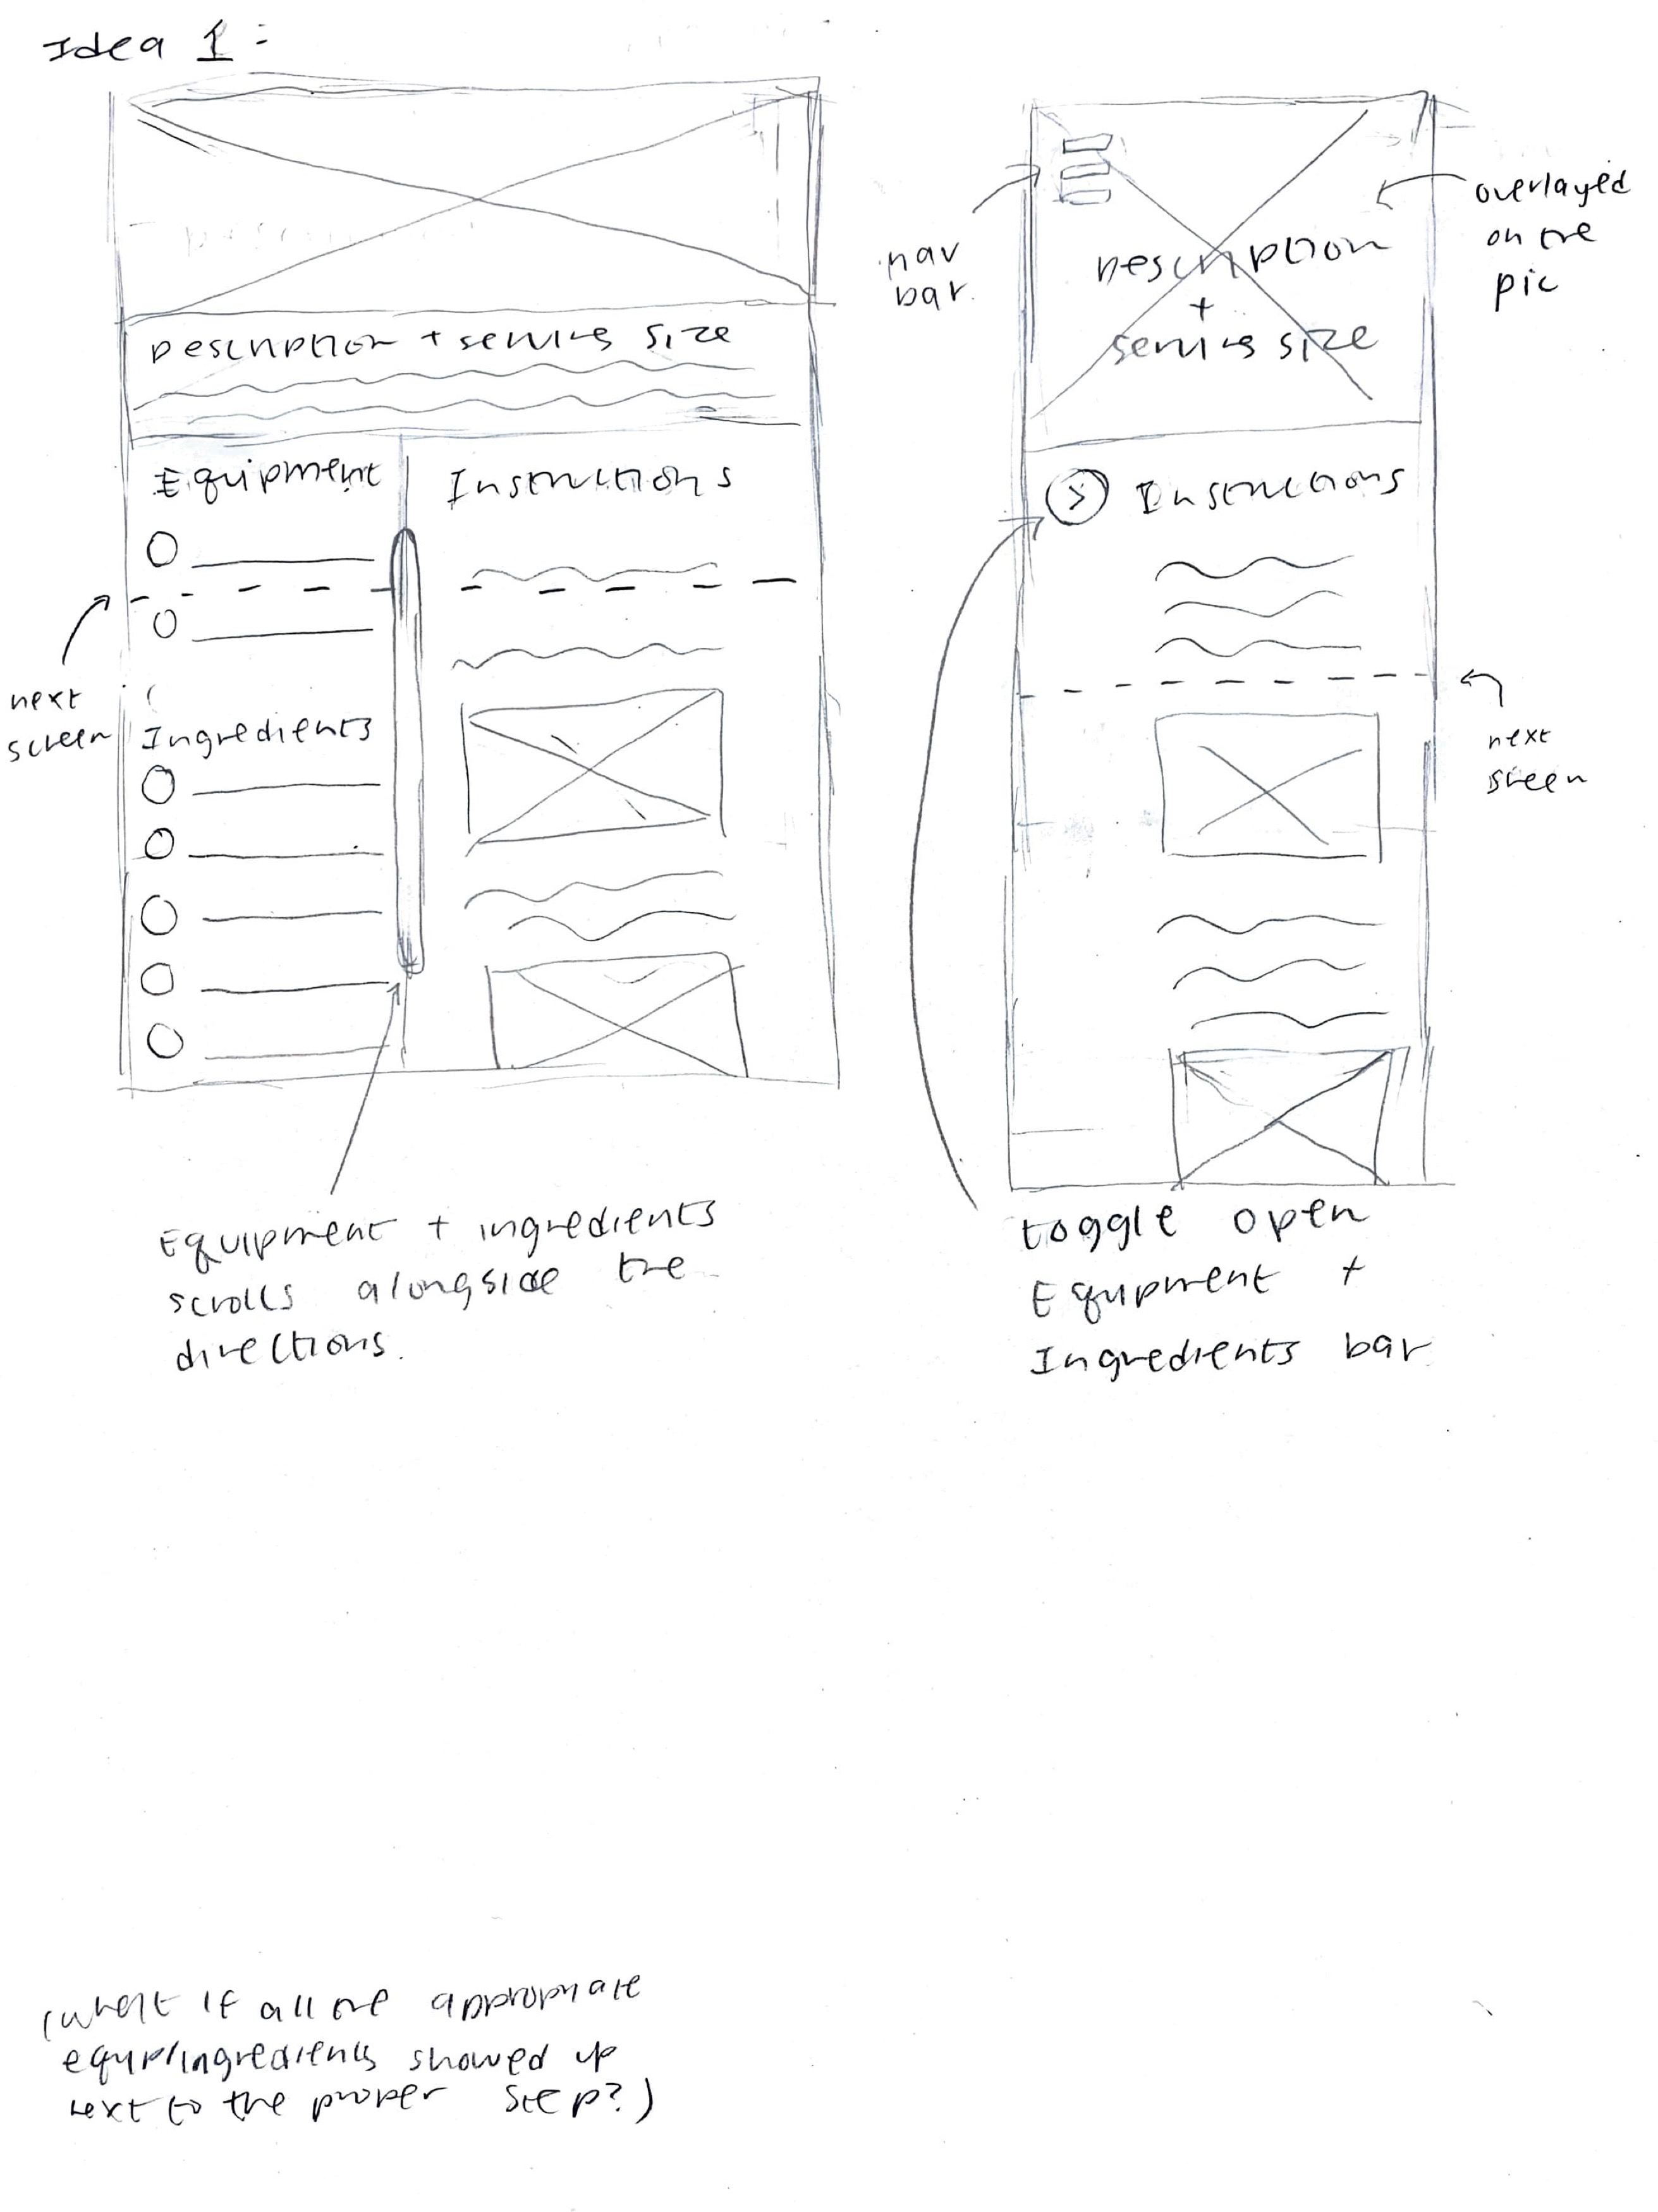 Idea 1:
Description + serving size
Equipment
Instructions
next
screen
Ingredients
Equipment + ingredients
scrolls alongside the
directions.
nav
bar
Description
+
serving size
overlayed
on the
pic
Instructions
next
sreen
toggle open
Equipment +
Ingredients bar
(what if all the appropriate
equip/ingredients showed up
next to the proper step?)